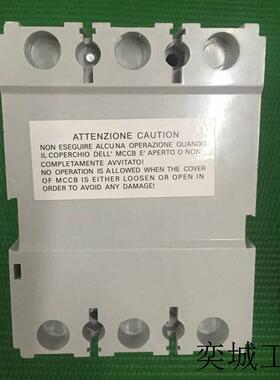 ATTENZIONE CAUTION
NON ESEGUIRE ALCUNA OPERAZIONE QUANDO
IL COPERCHIO DELL' MCCB E' APERTO O NON
COMPLETAMENTE AVVITATO!
NO OPERATION IS ALLOWED WHEN THE COVER
OF MCCB IS EITHER LOOSEN OR OPEN IN
ORDER TO AVOID ANY DAMAGE!
奕城工